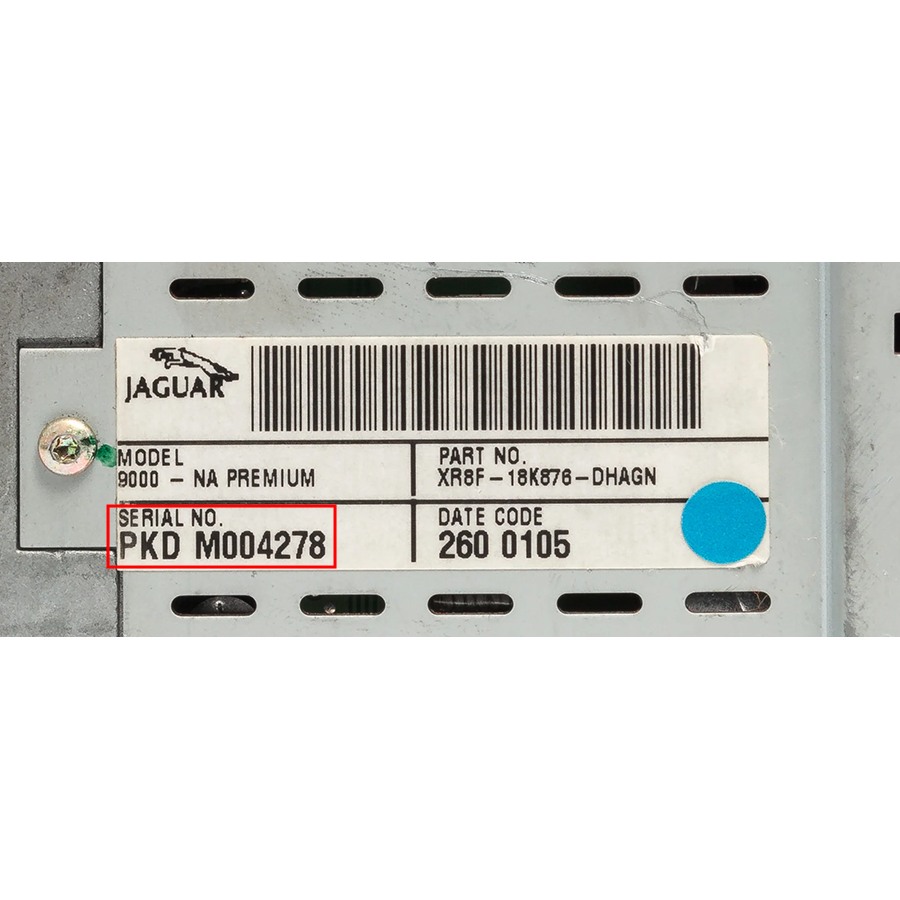 JAGUAR
MODEL
9000 - NA PREMIUM
PART NO.
XR8F-18K876-DHAGN
SERIAL NO.
PKD M004278
DATE CODE
260 0105